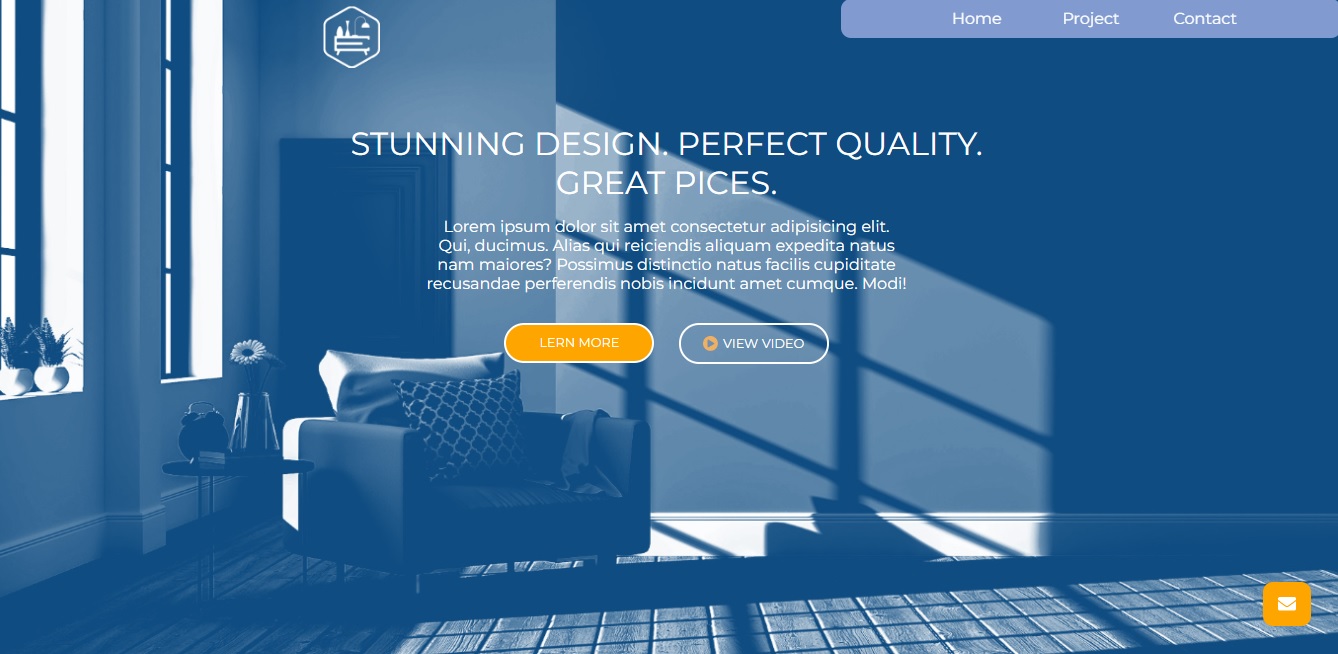 Home Project Contact
STUNNING DESIGN. PERFECT QUALITY.
GREAT PICES.
Lorem ipsum dolor sit amet consectetur adipisicing elit.
Qui, ducimus. Alias qui reiciendis aliquam expedita natus
nam maiores? Possimus distinctio natus facilis cupiditate
recusandae perferendis nobis incidunt amet cumque. Modi!
LERN MORE
VIEW VIDEO